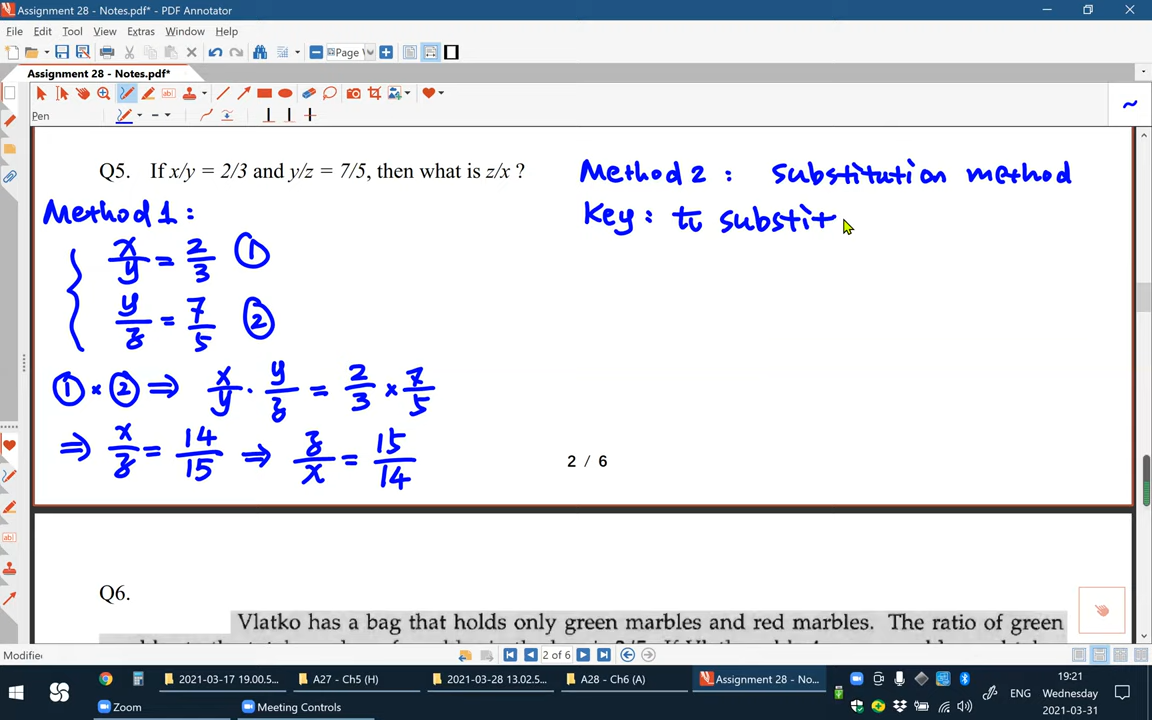 Assignment 28 - Notes.pdf* - PDF Annotator
File Edit Tool View Extras Window Help
Page
Assignment 28 - Notes.pdf*
Pen
Q5. If x/y = 2/3 and y/z = 7/5, then what is z/x ?
Method 1 :
x/y = 2/3 ①
y/z = 7/5 ②
① × ② ⇒ x/y · y/z = 2/3 × 7/5
⇒ x/z = 14/15 ⇒ z/x = 15/14
Method 2 : Substitution method
Key : to substit
2 / 6
Q6.
Vlatko has a bag that holds only green marbles and red marbles. The ratio of green
Modifie
2 of 6
2021-03-17 19.00.5...
A27 - Ch5 (H)
2021-03-28 13.02.5...
A28 - Ch6 (A)
Assignment 28 - No...
Zoom
Meeting Controls
ENG
19:21
Wednesday
2021-03-31